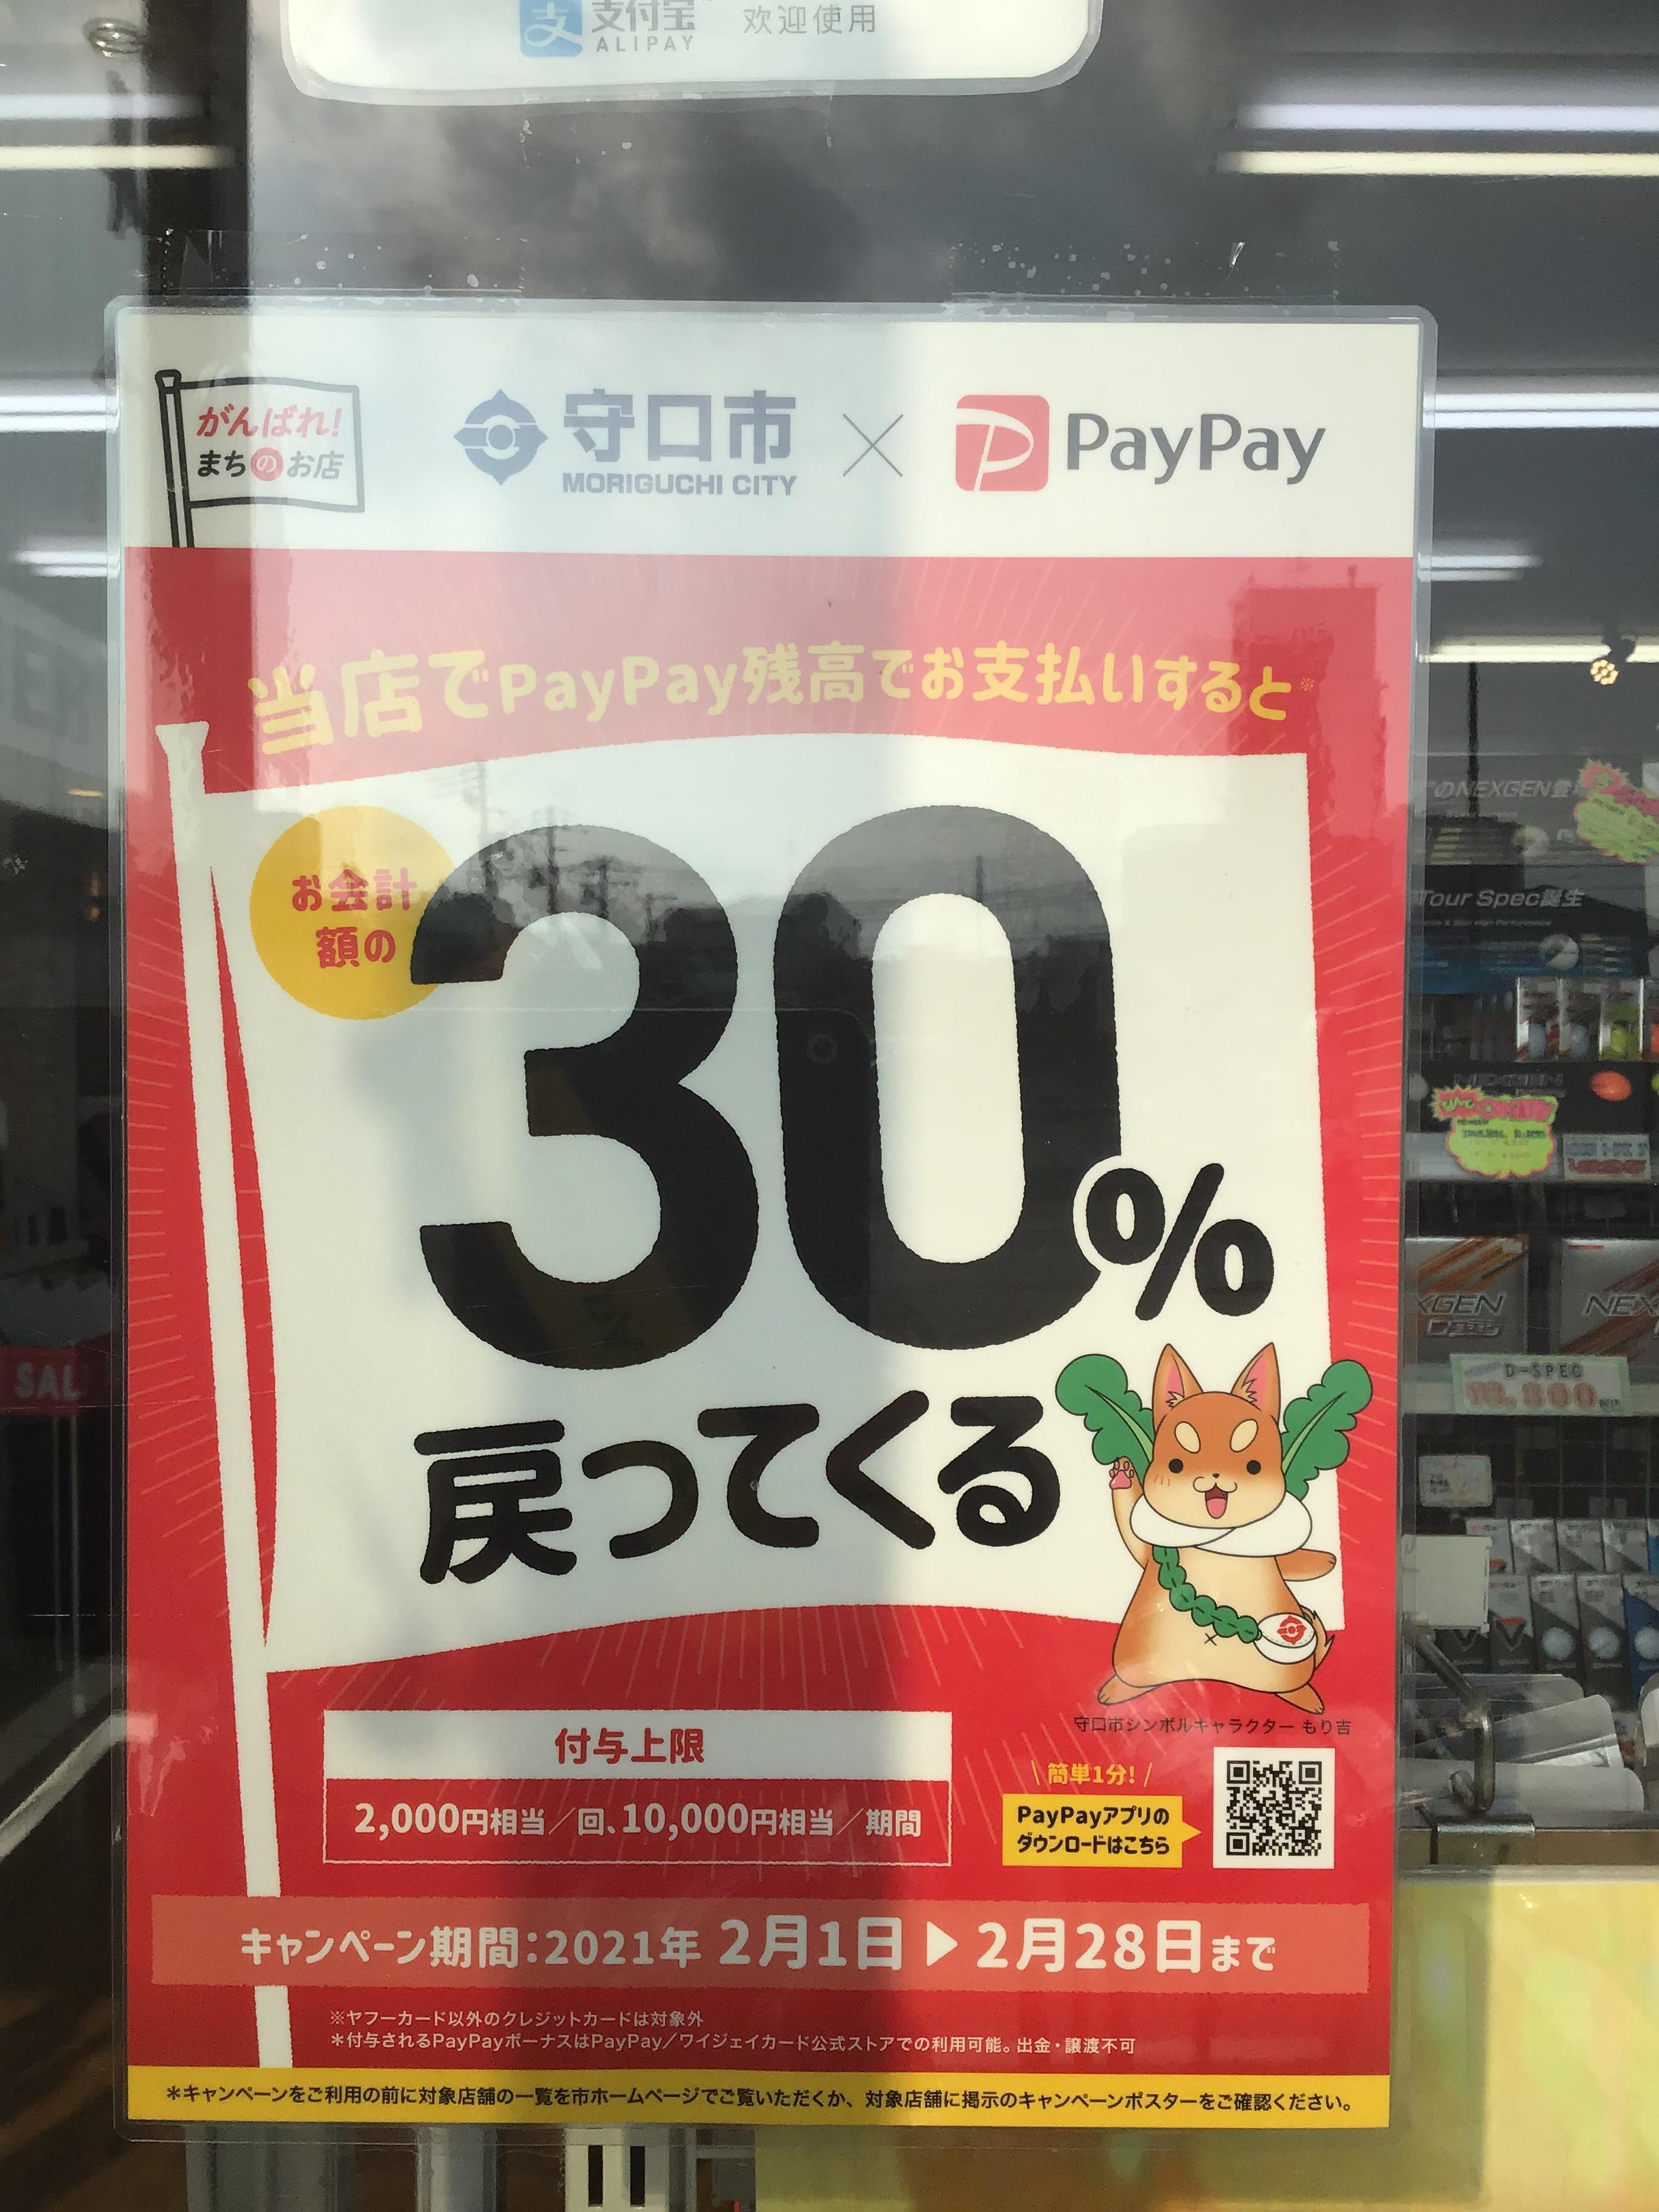 支付宝 欢迎使用
ALIPAY
がんばれ!
まちのお店
守口市
MORIGUCHI CITY
PayPay
当店でPayPay残高でお支払いすると※
お会計
額の
30%
戻ってくる
守口市シンボルキャラクター もり吉
付与上限
2,000円相当/回、10,000円相当/期間
簡単1分!
PayPayアプリの
ダウンロードはこちら
キャンペーン期間:2021年 2月1日▶2月28日まで
※ヤフーカード以外のクレジットカードは対象外
*付与されるPayPayボーナスはPayPay/ワイジェイカード公式ストアでの利用可能。出金・譲渡不可
*キャンペーンをご利用の前に対象店舗の一覧を市ホームページでご覧いただくか、対象店舗に掲示のキャンペーンポスターをご確認ください。
のNEXGEN登
Tour Spec誕生
NEXGEN
XGEN
NEX
D-SPEC
SAL